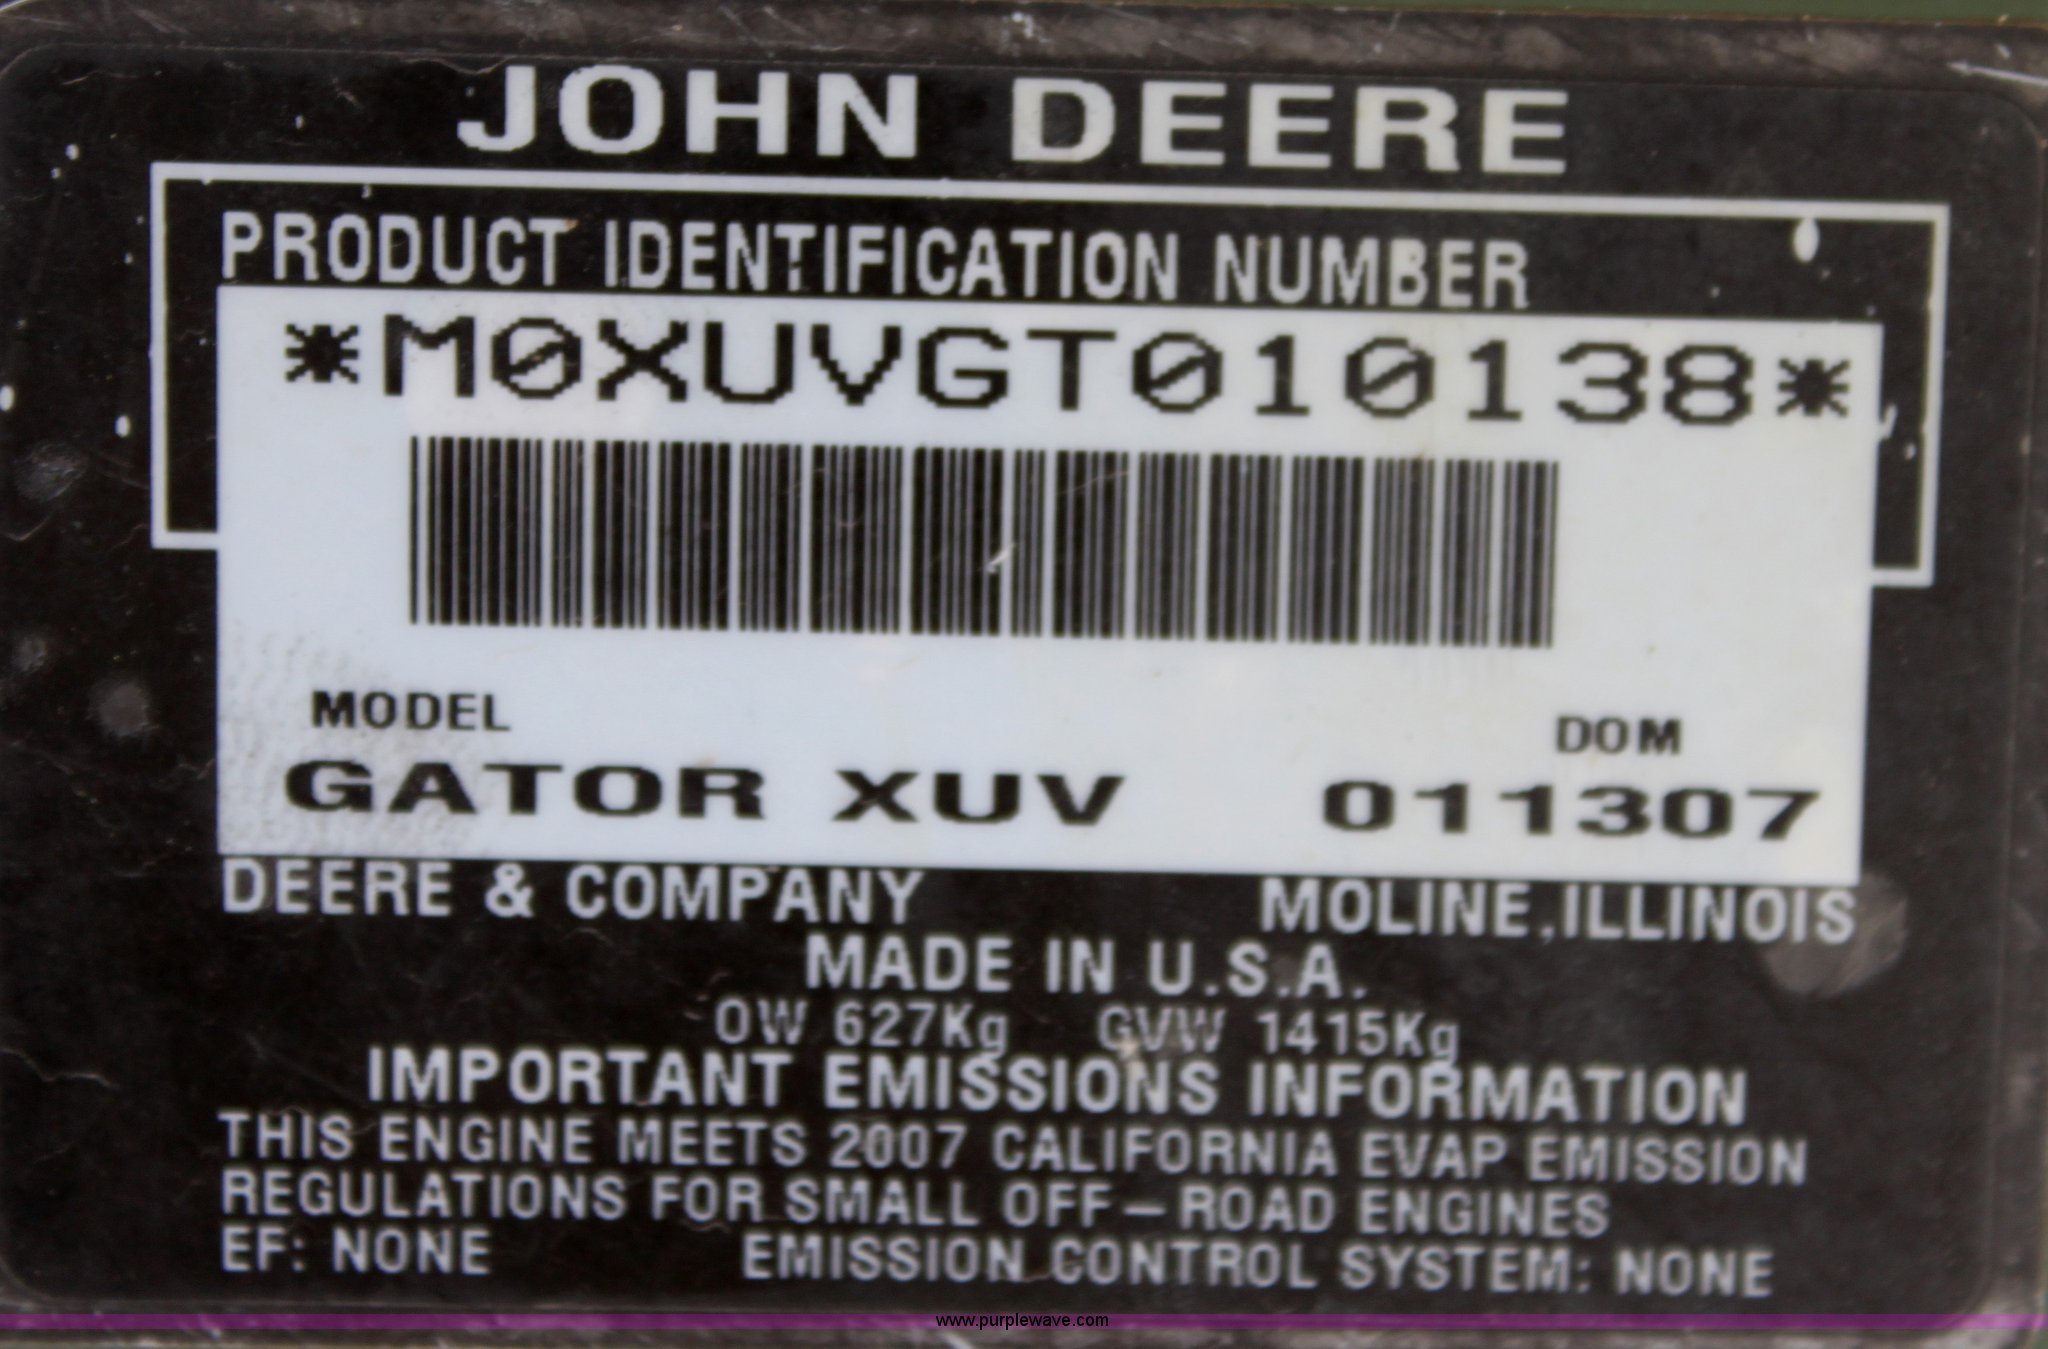 JOHN DEERE
PRODUCT IDENTIFICATION NUMBER
*M0XUVGT010138*
MODEL DOM
GATOR XUV 011307
DEERE & COMPANY MOLINE,ILLINOIS
MADE IN U.S.A.
OW 627Kg GVW 1415Kg
IMPORTANT EMISSIONS INFORMATION
THIS ENGINE MEETS 2007 CALIFORNIA EVAP EMISSION
REGULATIONS FOR SMALL OFF-ROAD ENGINES
EF: NONE EMISSION CONTROL SYSTEM: NONE
www.purplewave.com